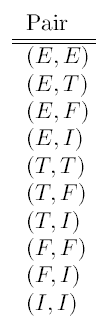 Pair
(E, E)
(E, T)
(E, F)
(E, I)
(T, T)
(T, F)
(T, I)
(F, F)
(F, I)
(I, I)